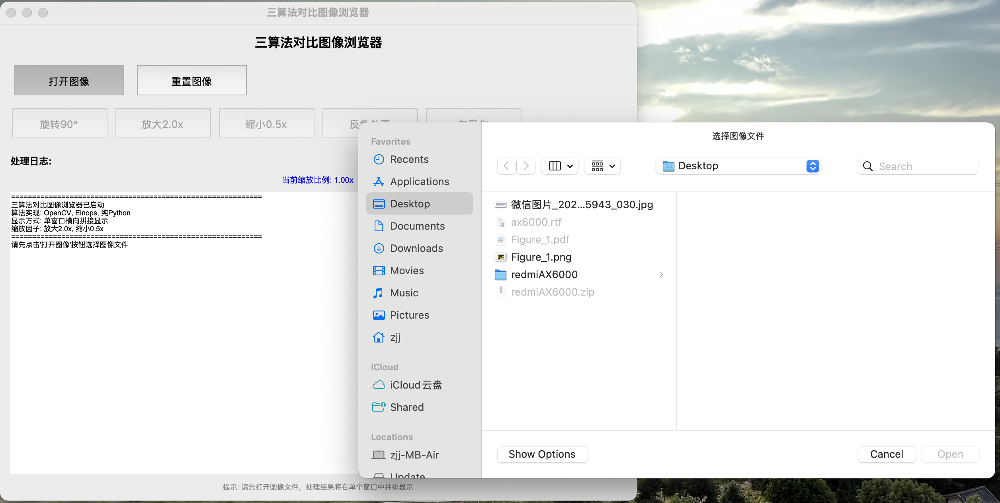 三算法对比图像浏览器
三算法对比图像浏览器
打开图像
重置图像
旋转90°
放大2.0x
缩小0.5x
反色处理
灰度化
处理日志:
当前缩放比例: 1.00x
============================================================
三算法对比图像浏览器已启动
算法实现: OpenCV, Einops, 纯Python
显示方式: 单窗口横向拼接显示
缩放因子: 放大2.0x, 缩小0.5x
============================================================
请先点击'打开图像'按钮选择图像文件
提示: 请先打开图像文件，处理结果将在单个窗口中并排显示
Favorites
Recents
Applications
Desktop
Documents
Downloads
Movies
Music
Pictures
zjj
iCloud
iCloud云盘
Shared
Locations
zjj-MB-Air
Update
选择图像文件
Desktop
Search
微信图片_202...5943_030.jpg
ax6000.rtf
Figure_1.pdf
Figure_1.png
redmiAX6000
redmiAX6000.zip
Show Options
Cancel
Open